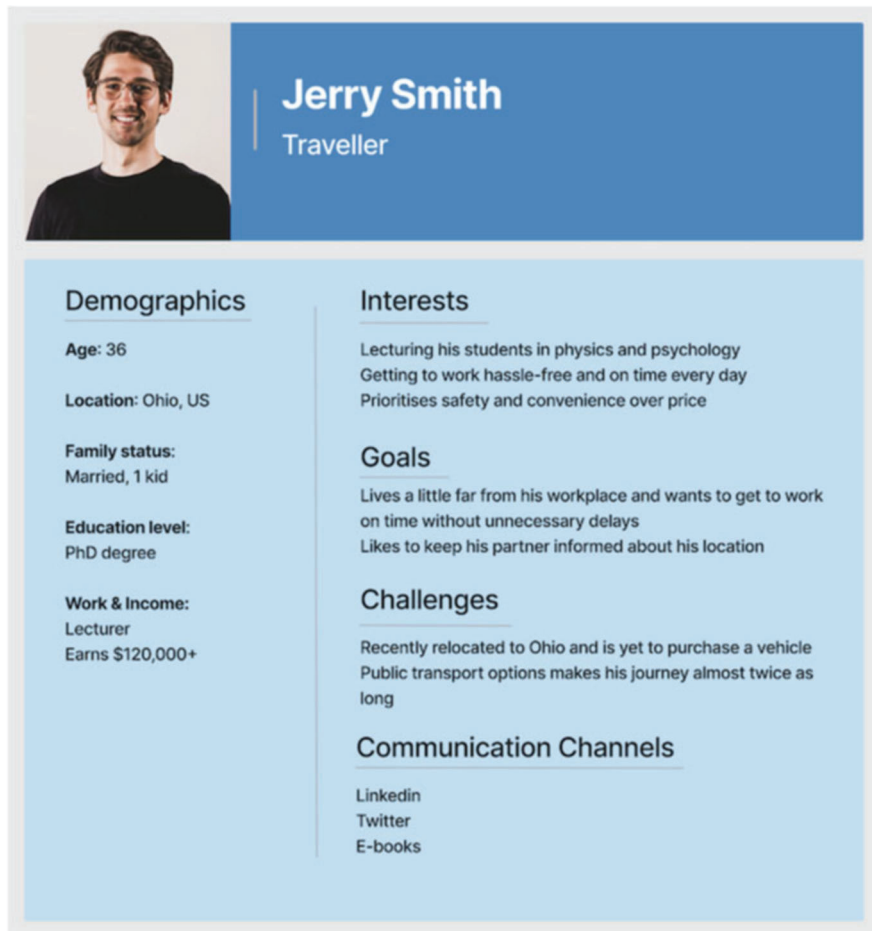 Jerry Smith
Traveller
Demographics
Age: 36
Location: Ohio, US
Family status:
Married, 1 kid
Education level:
PhD degree
Work & Income:
Lecturer
Earns $120,000+
Interests
Lecturing his students in physics and psychology
Getting to work hassle-free and on time every day
Prioritises safety and convenience over price
Goals
Lives a little far from his workplace and wants to get to work
on time without unnecessary delays
Likes to keep his partner informed about his location
Challenges
Recently relocated to Ohio and is yet to purchase a vehicle
Public transport options makes his journey almost twice as
long
Communication Channels
Linkedin
Twitter
E-books